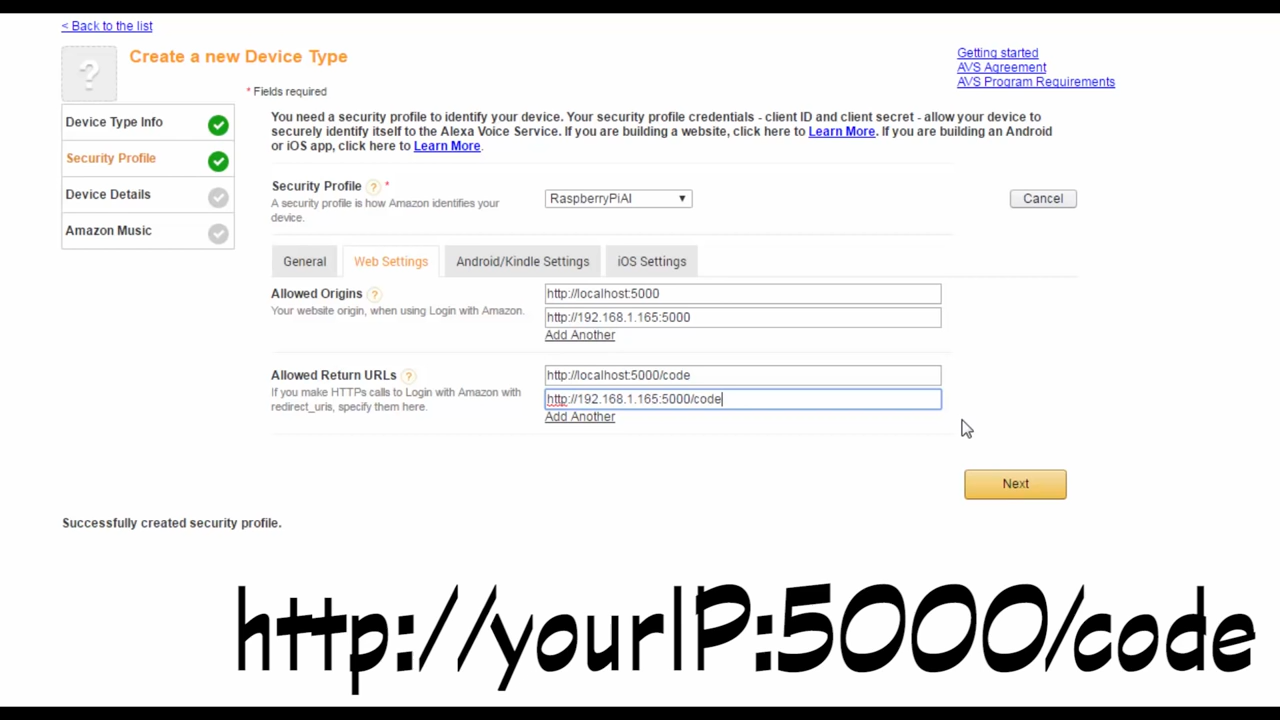 < Back to the list
Create a new Device Type
Getting started
AVS Agreement
AVS Program Requirements
?
* Fields required
Device Type Info
Security Profile
Device Details
Amazon Music
You need a security profile to identify your device. Your security profile credentials - client ID and client secret - allow your device to
securely identify itself to the Alexa Voice Service. If you are building a website, click here to Learn More. If you are building an Android
or iOS app, click here to Learn More.
Security Profile ? *
A security profile is how Amazon identifies your
device.
RaspberryPiAI
Cancel
General
Web Settings
Android/Kindle Settings
iOS Settings
Allowed Origins ?
Your website origin, when using Login with Amazon.
http://localhost:5000
http://192.168.1.165:5000
Add Another
Allowed Return URLs ?
If you make HTTPs calls to Login with Amazon with
redirect_uris, specify them here.
http://localhost:5000/code
http://192.168.1.165:5000/code
Add Another
Next
Successfully created security profile.
http://yourIP:5000/code